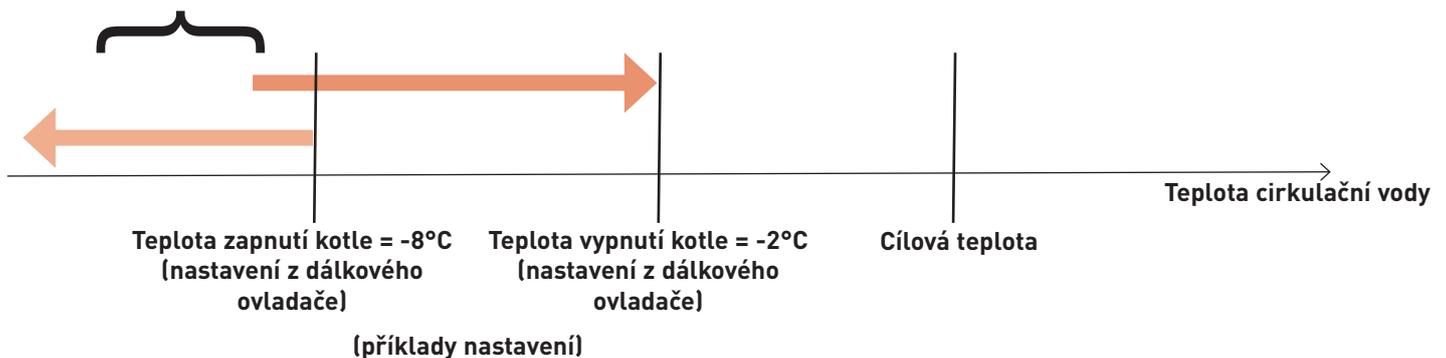 Teplota cirkulační vody
Teplota zapnutí kotle = -8°C
(nastavení z dálkového
ovladače)
Teplota vypnutí kotle = -2°C
(nastavení z dálkového
ovladače)
Cílová teplota
(příklady nastavení)